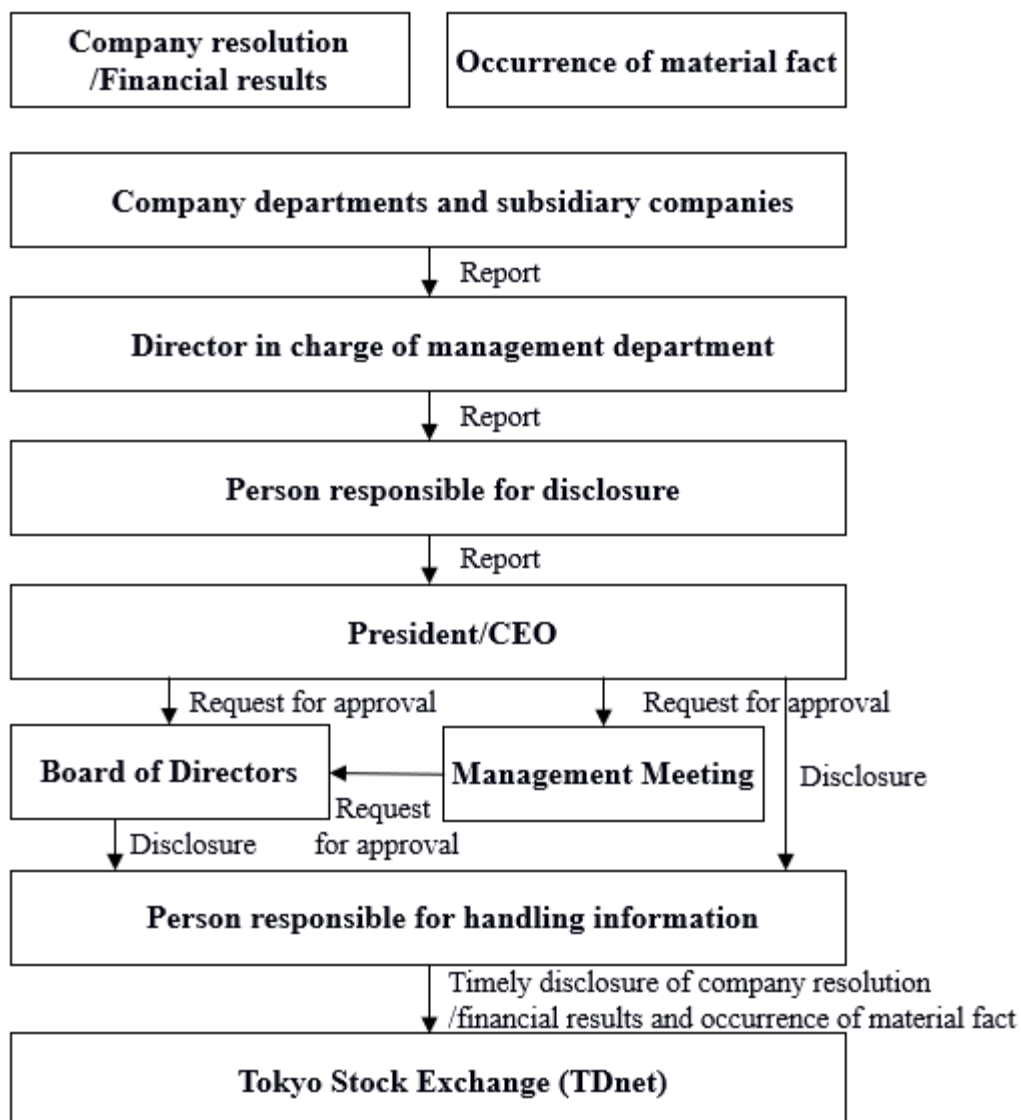 Company resolution
/Financial results
Occurrence of material fact
Company departments and subsidiary companies
Report
Director in charge of management department
Report
Person responsible for disclosure
Report
President/CEO
Request for approval
Request for approval
Board of Directors
Management Meeting
Disclosure
Request
for approval
Disclosure
Person responsible for handling information
Timely disclosure of company resolution
/financial results and occurrence of material fact
Tokyo Stock Exchange (TDnet)